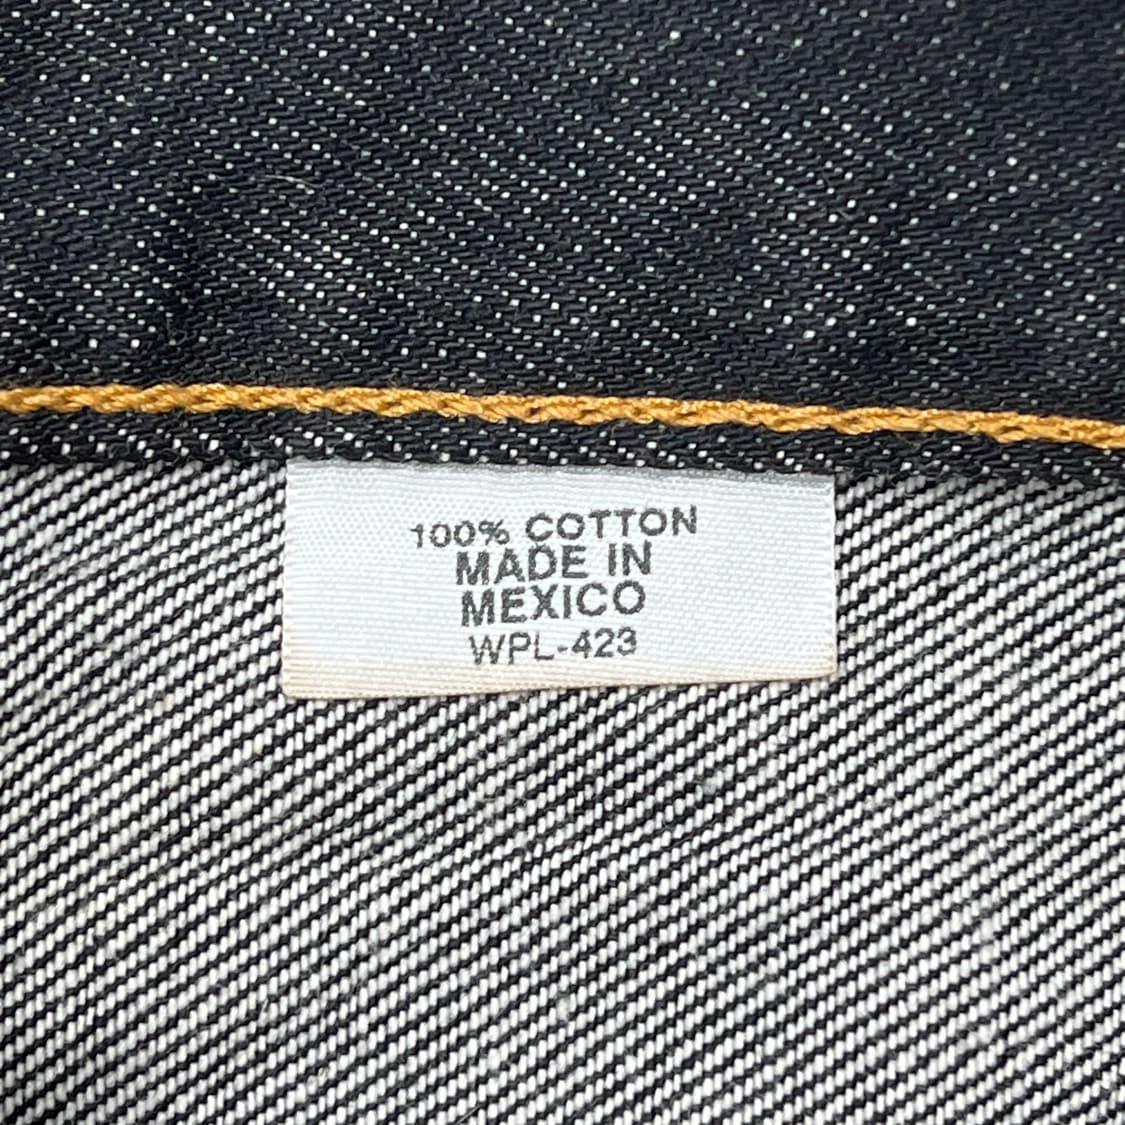 100% COTTON
MADE IN
MEXICO
WPL-423